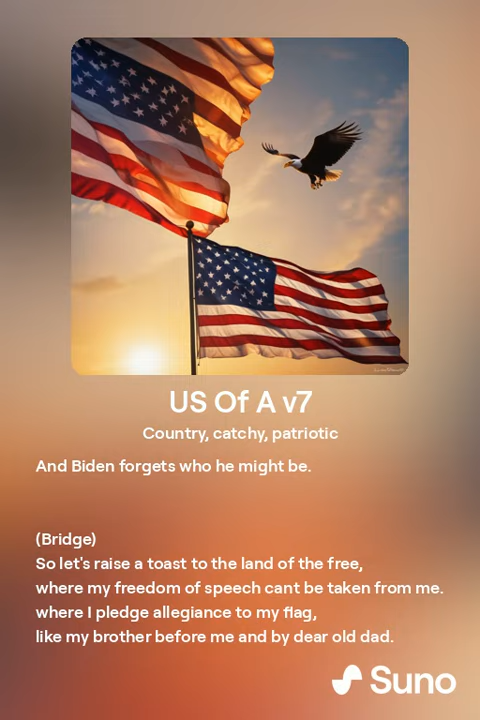 US Of A v7
Country, catchy, patriotic
And Biden forgets who he might be.
(Bridge)
So let's raise a toast to the land of the free,
where my freedom of speech cant be taken from me.
where I pledge allegiance to my flag,
like my brother before me and by dear old dad.
Suno